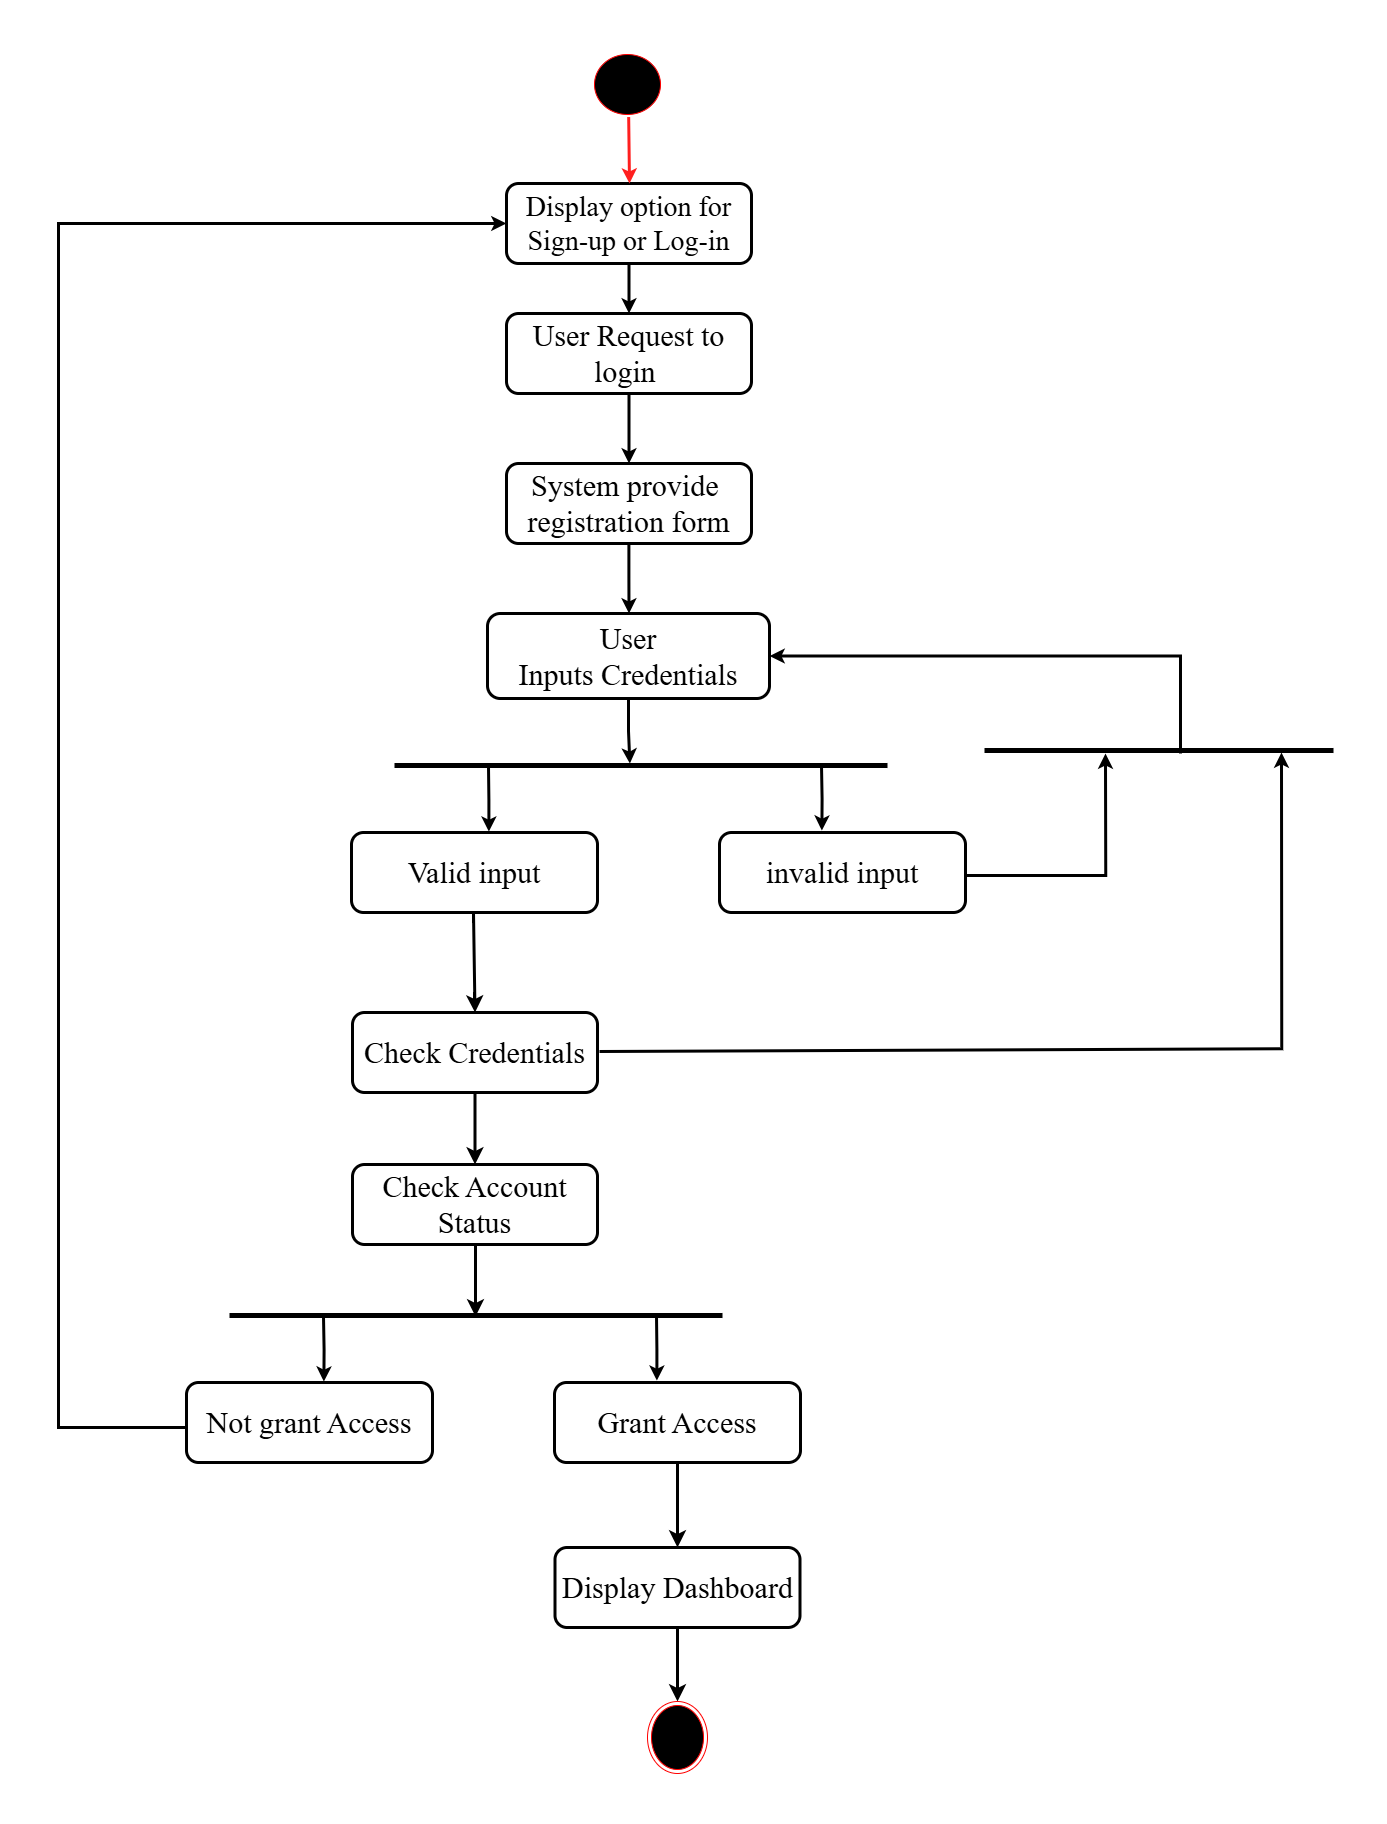 Display option for
Sign-up or Log-in
User Request to
login
System provide
registration form
User
Inputs Credentials
Valid input
invalid input
Check Credentials
Check Account
Status
Not grant Access
Grant Access
Display Dashboard